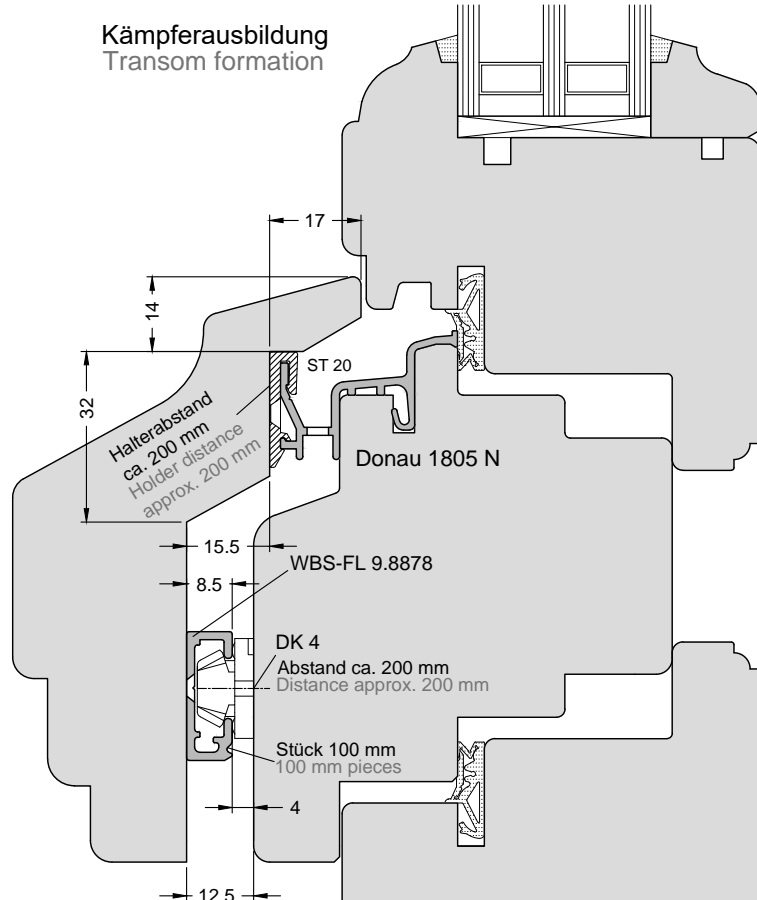 Kämpferausbildung
Transom formation
17
14
ST 20
32
Halterabstand
ca. 200 mm
Holder distance
approx. 200 mm
Donau 1805 N
15.5
WBS-FL 9.8878
8.5
DK 4
Abstand ca. 200 mm
Distance approx. 200 mm
Stück 100 mm
100 mm pieces
4
12.5